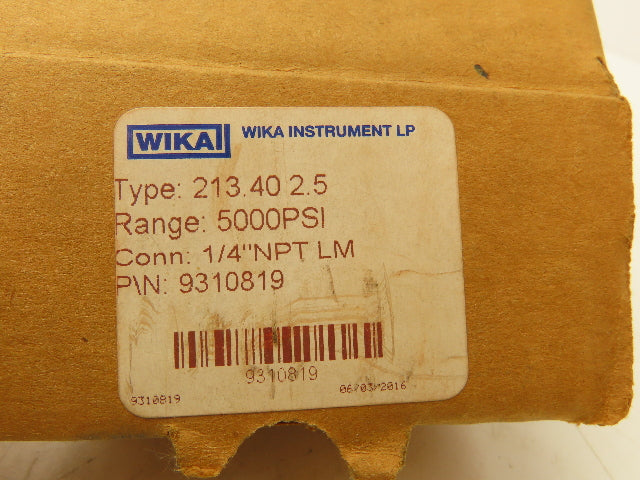 WIKA WIKA INSTRUMENT LP
Type: 213.40 2.5
Range: 5000PSI
Conn: 1/4"NPT LM
P\N: 9310819
9310819
9310819 06/03/2016